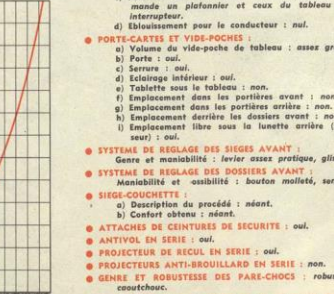 mande un plafonnier et ceux du tableau
interrupteur.
d) Eblouissement pour le conducteur : nul.
● PORTE-CARTES ET VIDE-POCHES :
a) Volume du vide-poche de tableau : assez gr
b) Porte : oui.
c) Serrure : oui.
d) Eclairage intérieur : oui.
e) Tablette sous le tableau : non.
f) Emplacement dans les portières avant : non
g) Emplacement dans les portières arrière : non.
h) Emplacement derrière les dossiers avant : no
i) Emplacement libre sous la lunette arrière (
seur) : oui.
● SYSTEME DE REGLAGE DES SIEGES AVANT :
Genre et maniabilité : levier assez pratique, glis
● SYSTEME DE REGLAGE DES DOSSIERS AVANT :
Maniabilité et ossibilité : bouton molleté, ser
● SIEGE-COUCHETTE :
a) Description du procédé : néant.
b) Confort obtenu : néant.
● ATTACHES DE CEINTURES DE SECURITE : oui.
● ANTIVOL EN SERIE : oui.
● PROJECTEUR DE RECUL EN SERIE : oui.
● PROJECTEURS ANTI-BROUILLARD EN SERIE : non.
● GENRE ET ROBUSTESSE DES PARE-CHOCS : robus
caoutchouc.